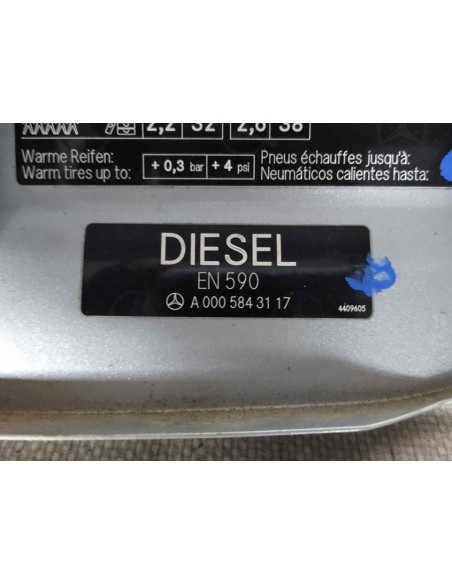 2,2 32 2,6 38
Warme Reifen:
Warm tires up to:
+ 0,3 bar + 4 psi
Pneus échauffes jusqu'à:
Neumáticos calientes hasta:
DIESEL
EN 590
A 000 584 31 17
4409605